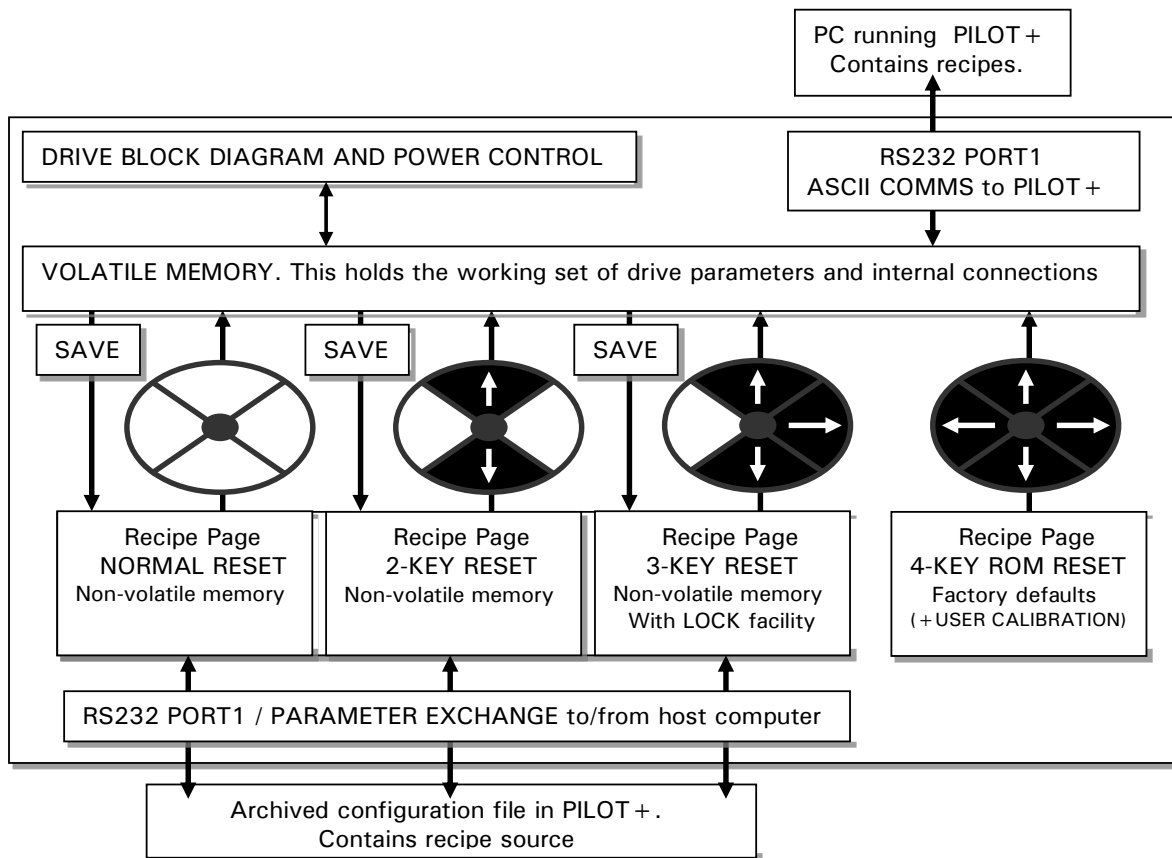 PC running PILOT+
Contains recipes.
DRIVE BLOCK DIAGRAM AND POWER CONTROL
RS232 PORT1
ASCII COMMS to PILOT+
VOLATILE MEMORY. This holds the working set of drive parameters and internal connections
SAVE
SAVE
SAVE
Recipe Page
NORMAL RESET
Non-volatile memory
Recipe Page
2-KEY RESET
Non-volatile memory
Recipe Page
3-KEY RESET
Non-volatile memory
With LOCK facility
Recipe Page
4-KEY ROM RESET
Factory defaults
(+USER CALIBRATION)
RS232 PORT1 / PARAMETER EXCHANGE to/from host computer
Archived configuration file in PILOT+.
Contains recipe source